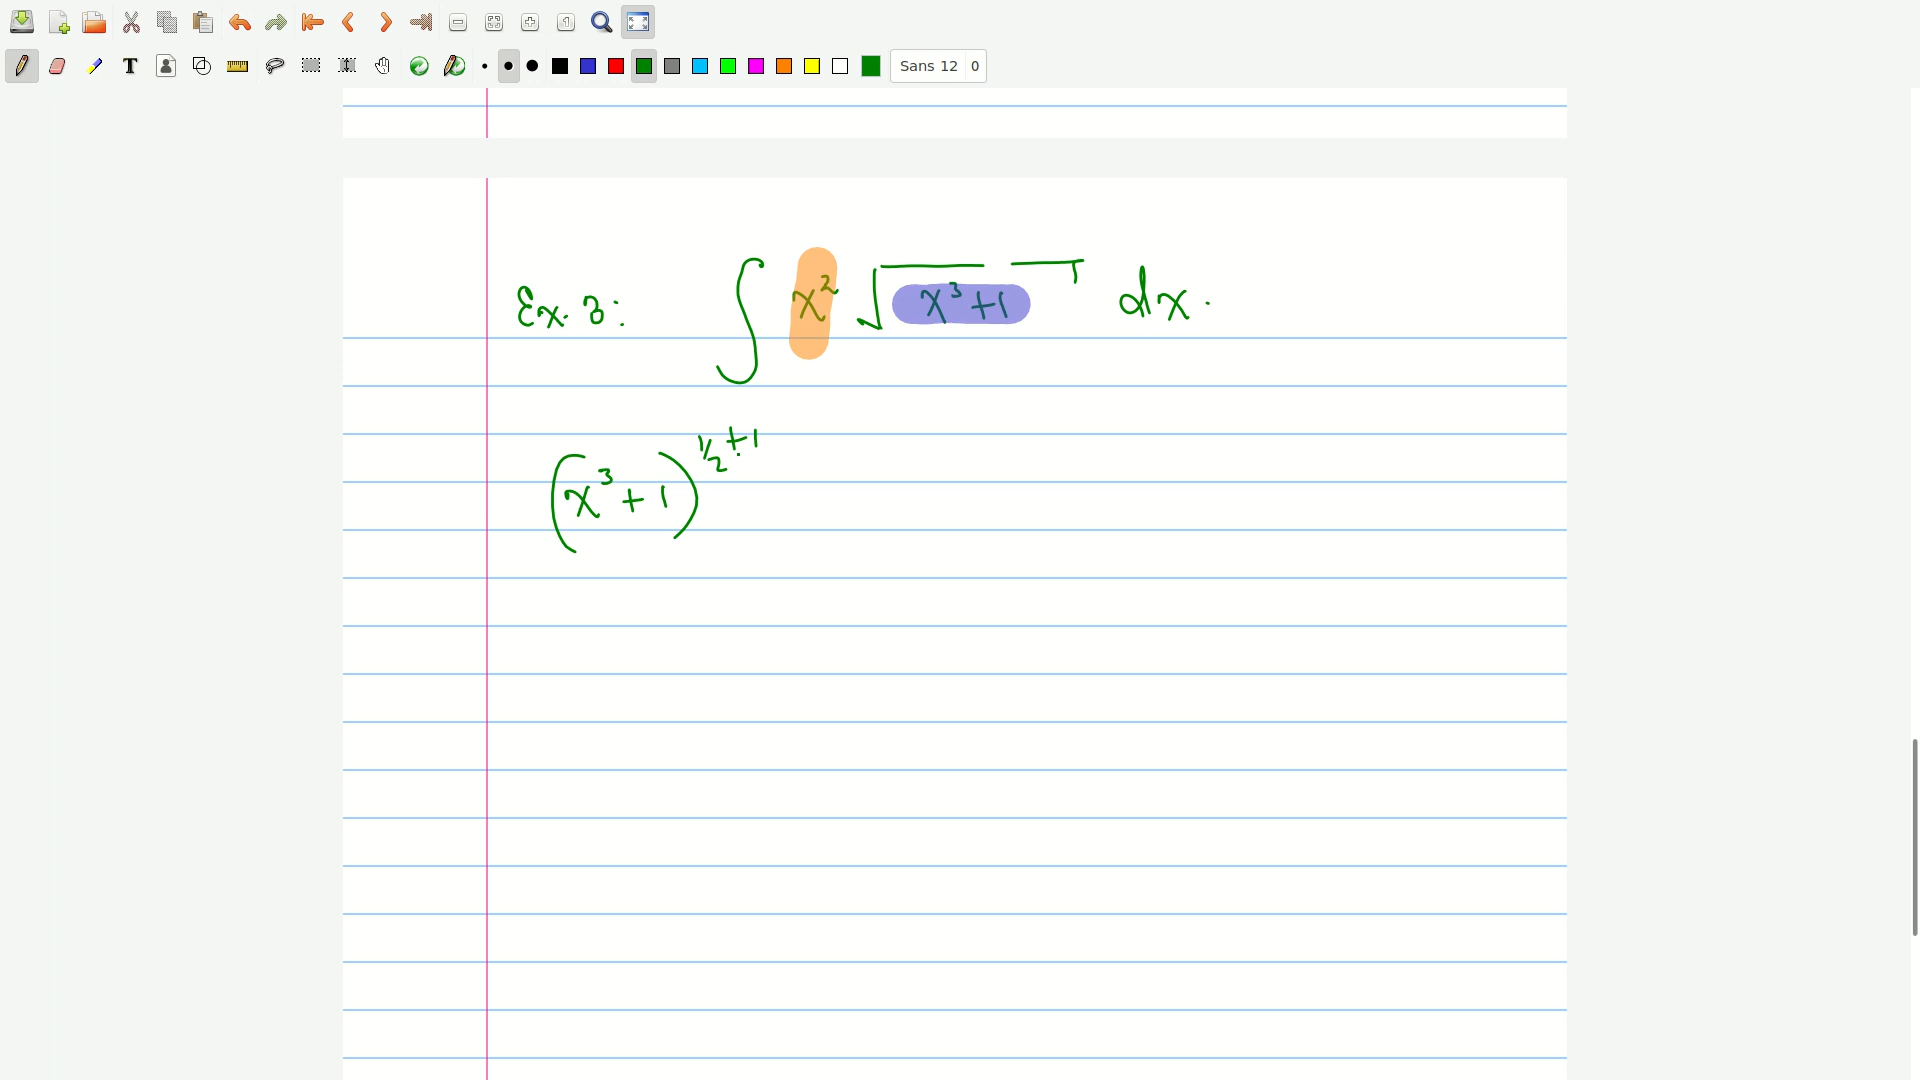 T Sans 12 0
Ex. 3: ∫ x² √(x³+1) dx.
(x³ + 1)^(1/2 + 1)